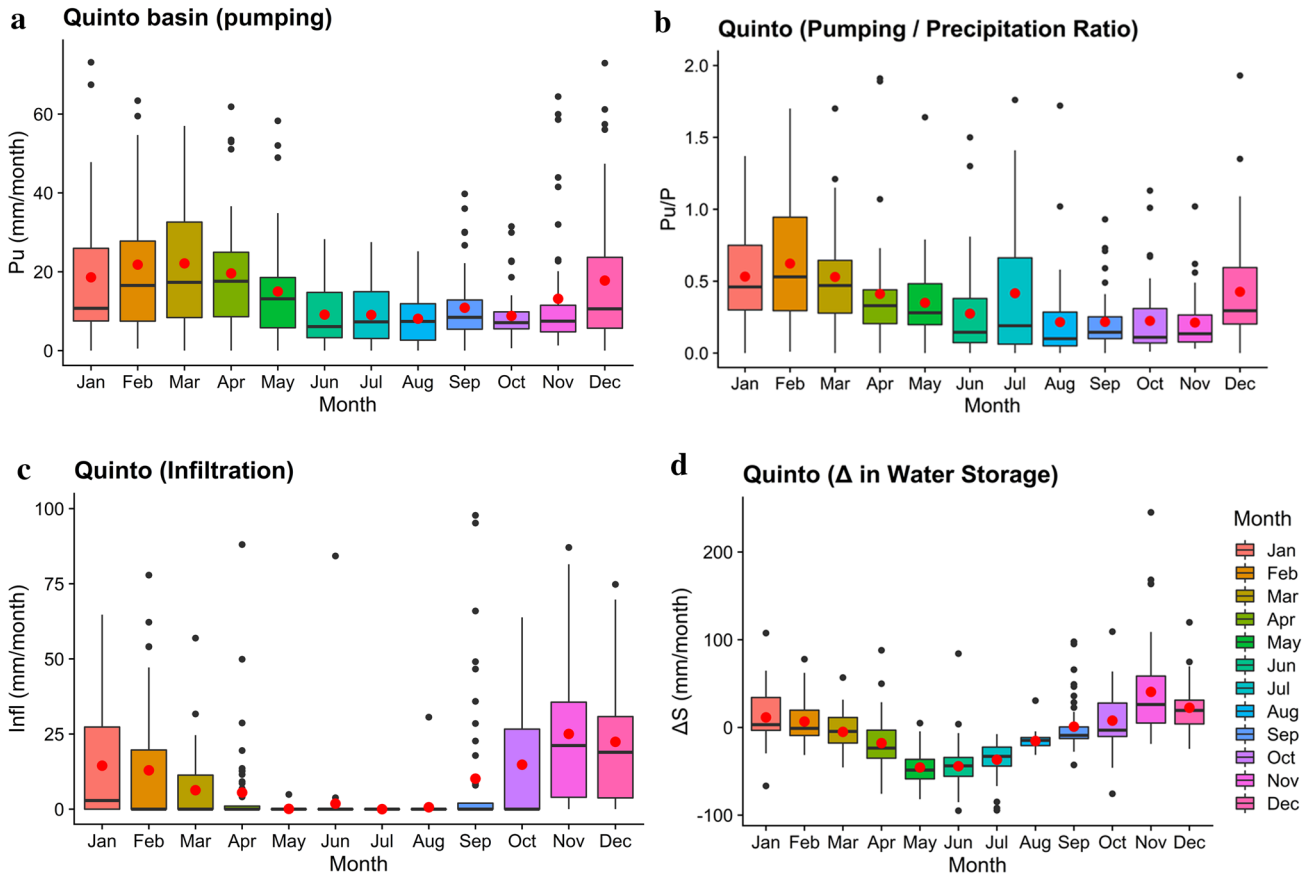 a
Quinto basin (pumping)
Pu (mm/month)
60
40
20
0
Jan Feb Mar Apr May Jun Jul Aug Sep Oct Nov Dec
Month
b
Quinto (Pumping / Precipitation Ratio)
Pu/P
2.0
1.5
1.0
0.5
0.0
Jan Feb Mar Apr May Jun Jul Aug Sep Oct Nov Dec
Month
c
Quinto (Infiltration)
Infl (mm/month)
100
75
50
25
0
Jan Feb Mar Apr May Jun Jul Aug Sep Oct Nov Dec
Month
d
Quinto (Δ in Water Storage)
ΔS (mm/month)
200
100
0
-100
Jan Feb Mar Apr May Jun Jul Aug Sep Oct Nov Dec
Month
Month
Jan
Feb
Mar
Apr
May
Jun
Jul
Aug
Sep
Oct
Nov
Dec